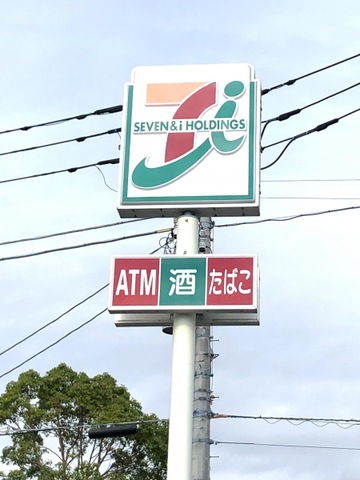 SEVEN&i HOLDINGS
ATM 酒 たばこ